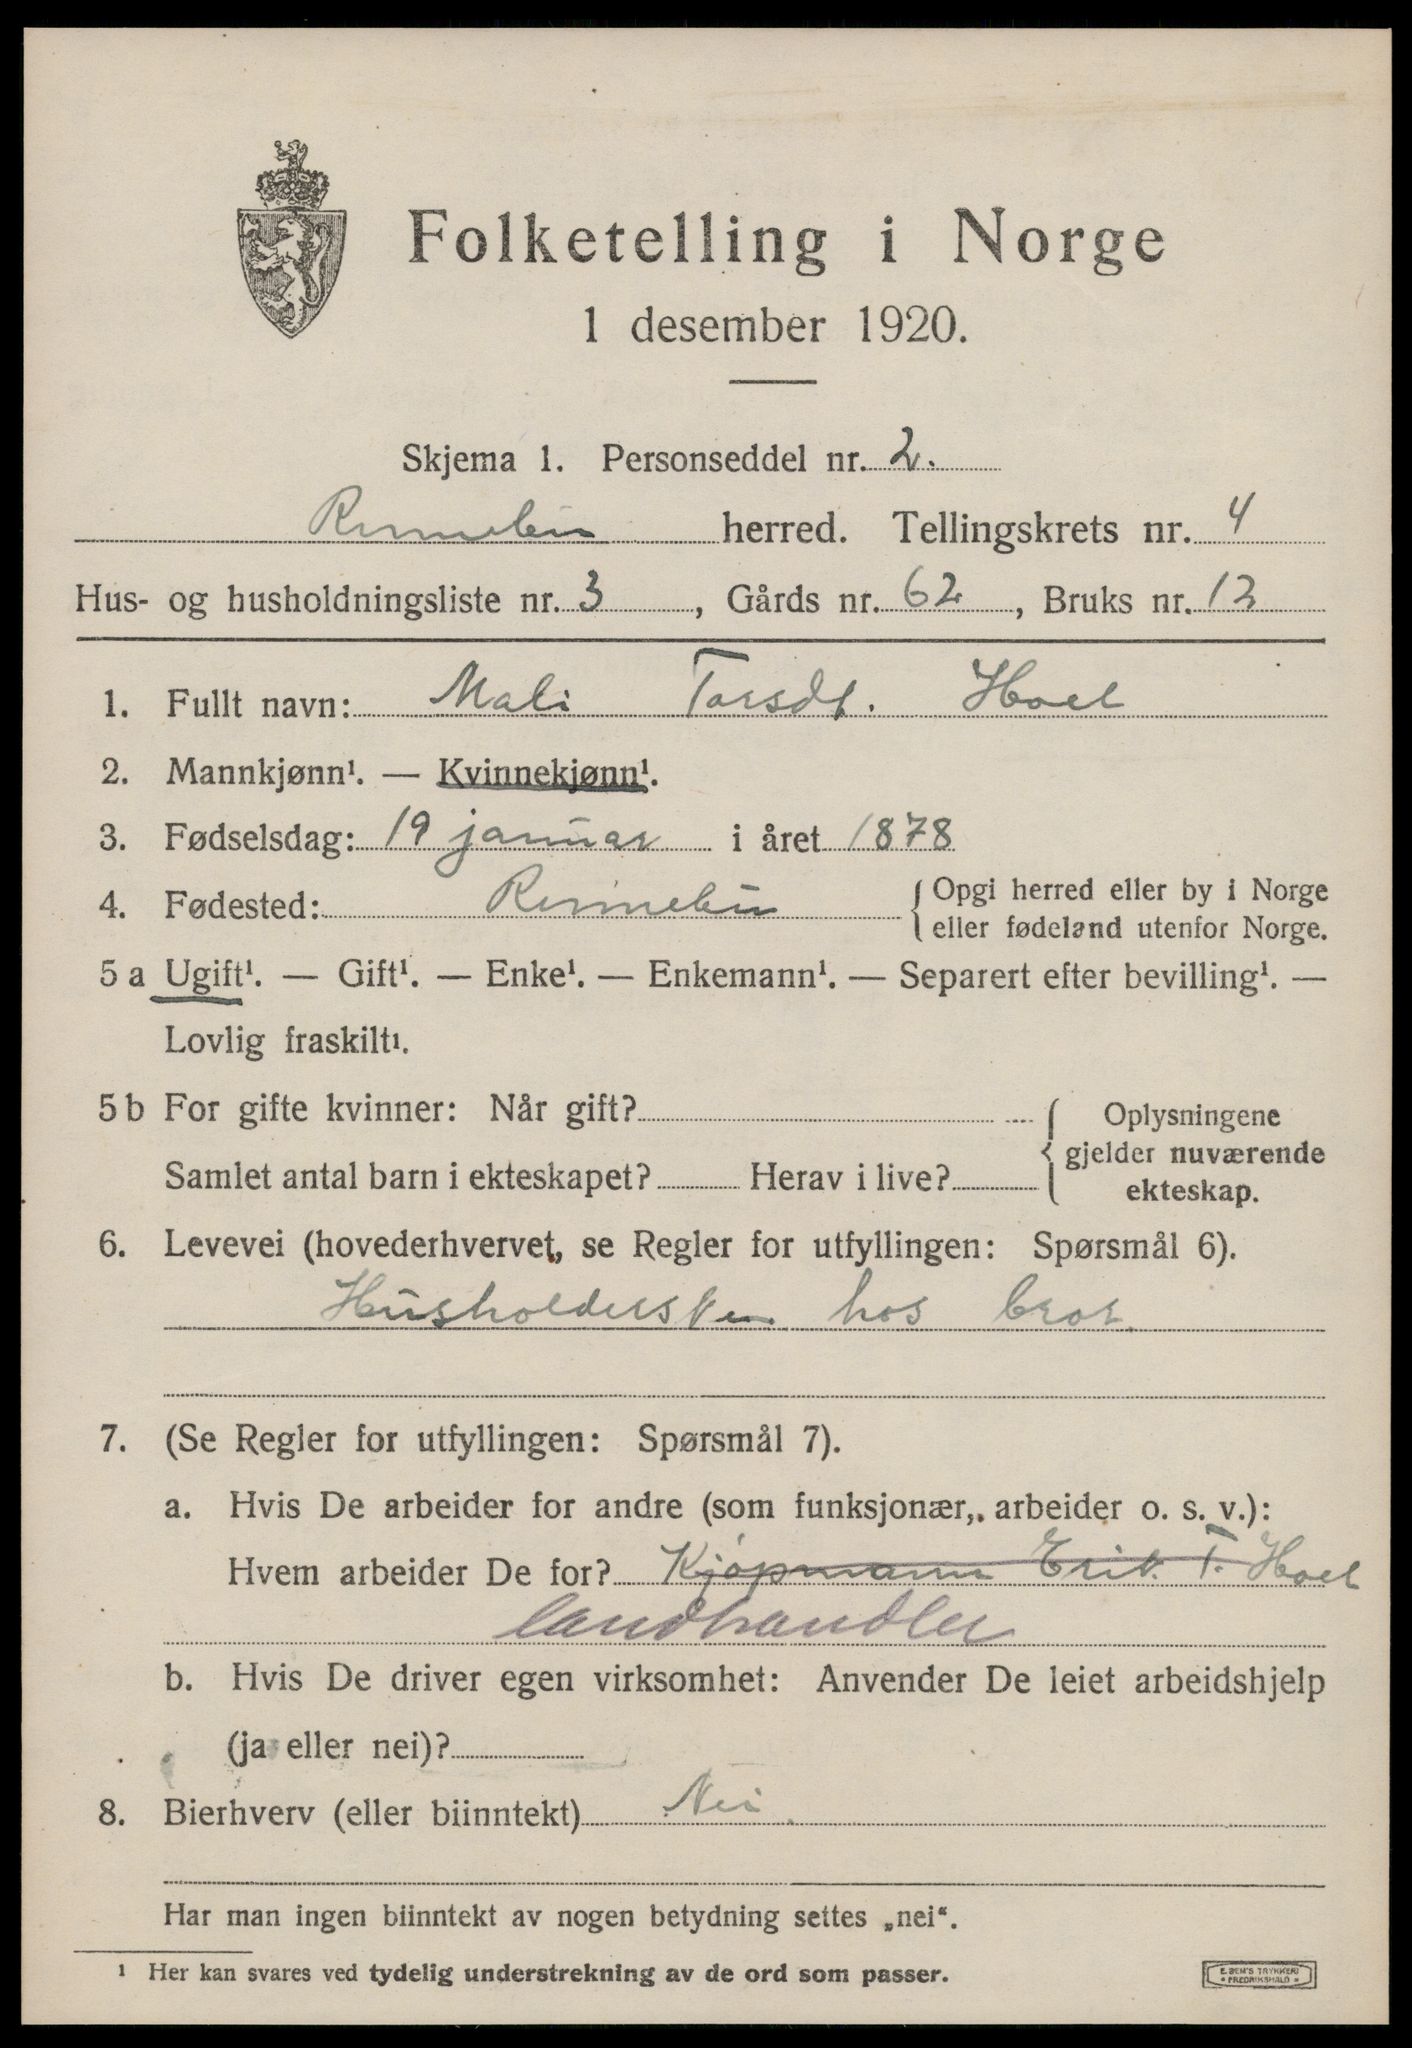 Folketelling i Norge
1 desember 1920.
Skjema 1. Personseddel nr. 2.
Rennebu herred. Tellingskrets nr. 4
Hus- og husholdningsliste nr. 3, Gårds nr. 62, Bruks nr. 12
1. Fullt navn: Mali Torsdt. Hoel
2. Mannkjønn¹. — Kvinnekjønn¹.
3. Fødselsdag: 19 januar i året 1878
4. Fødested: Rennebu { Opgi herred eller by i Norge
eller fødeland utenfor Norge.
5 a Ugift¹. — Gift¹. — Enke¹. — Enkemann¹. — Separert efter bevilling¹. —
Lovlig fraskilt¹.
5 b For gifte kvinner: Når gift? { Oplysningene
gjelder nuværende
Samlet antal barn i ekteskapet? Herav i live? ekteskap.
6. Levevei (hovederhvervet, se Regler for utfyllingen: Spørsmål 6).
Husholderske hos bror.
7. (Se Regler for utfyllingen: Spørsmål 7).
a. Hvis De arbeider for andre (som funksjonær, arbeider o. s. v.):
Hvem arbeider De for? Kjøpmann Erik T. Hoel
landhandler
b. Hvis De driver egen virksomhet: Anvender De leiet arbeidshjelp
(ja eller nei)?
8. Bierhverv (eller biinntekt) Nei.
Har man ingen biinntekt av nogen betydning settes „nei“.
¹ Her kan svares ved tydelig understrekning av de ord som passer.
E. SEM'S TRYKKERI
• FREDRIKSHALD •